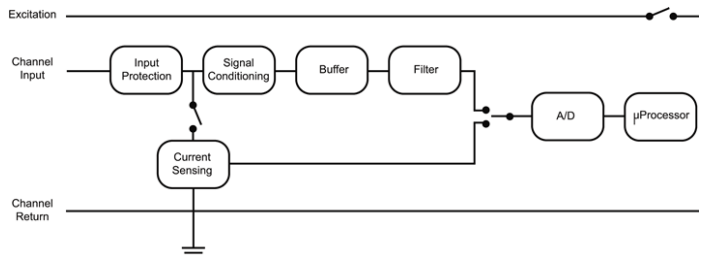 Excitation
Channel
Input
Input
Protection
Signal
Conditioning
Buffer
Filter
A/D
µProcessor
Current
Sensing
Channel
Return